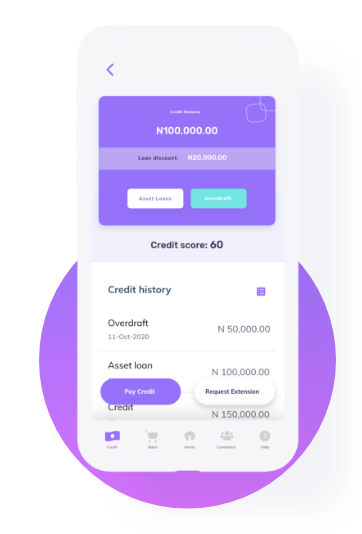 Credit Balance
N100,000.00
Loan discount: N20,000.00
Asset Loans Overdraft
Credit score: 60
Credit history
Overdraft
11-Oct-2020
N 50,000.00
Asset loan
N 100,000.00
Pay Credit Request Extension
Credit
N 150,000.00
Credit Sales Home Customers Help